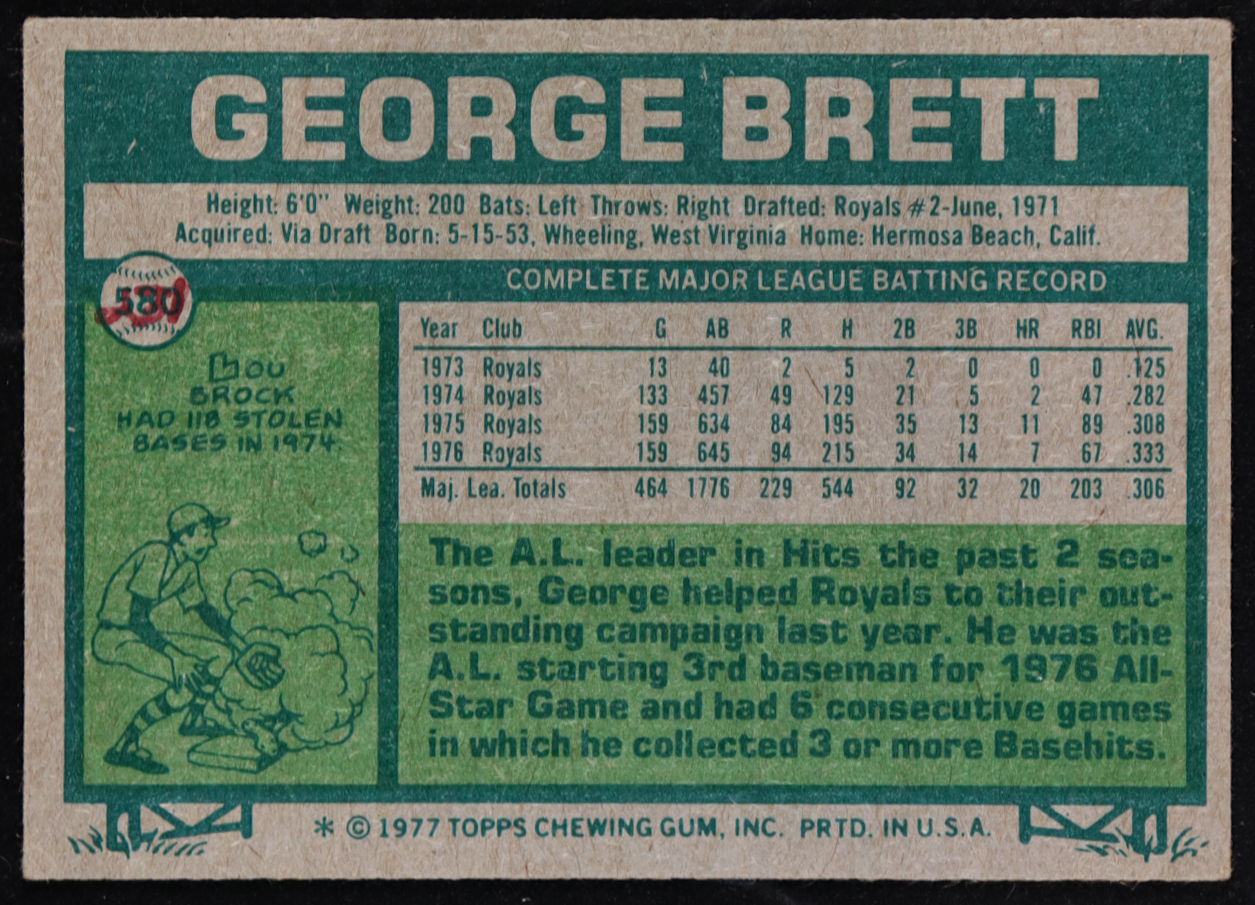 GEORGE BRETT
Height: 6'0" Weight: 200 Bats: Left Throws: Right Drafted: Royals #2-June, 1971
Acquired: Via Draft Born: 5-15-53, Wheeling, West Virginia Home: Hermosa Beach, Calif.
580
LOU
BROCK
HAD 118 STOLEN
BASES IN 1974.
COMPLETE MAJOR LEAGUE BATTING RECORD
Year Club G AB R H 2B 3B HR RBI AVG.
1973 Royals 13 40 2 5 2 0 0 0 .125
1974 Royals 133 457 49 129 21 5 2 47 .282
1975 Royals 159 634 84 195 35 13 11 89 .308
1976 Royals 159 645 94 215 34 14 7 67 .333
Maj. Lea. Totals 464 1776 229 544 92 32 20 203 .306
The A.L. leader in Hits the past 2 sea-
sons, George helped Royals to their out-
standing campaign last year. He was the
A.L. starting 3rd baseman for 1976 All-
Star Game and had 6 consecutive games
in which he collected 3 or more Basehits.
* © 1977 TOPPS CHEWING GUM, INC. PRTD. IN U.S.A.